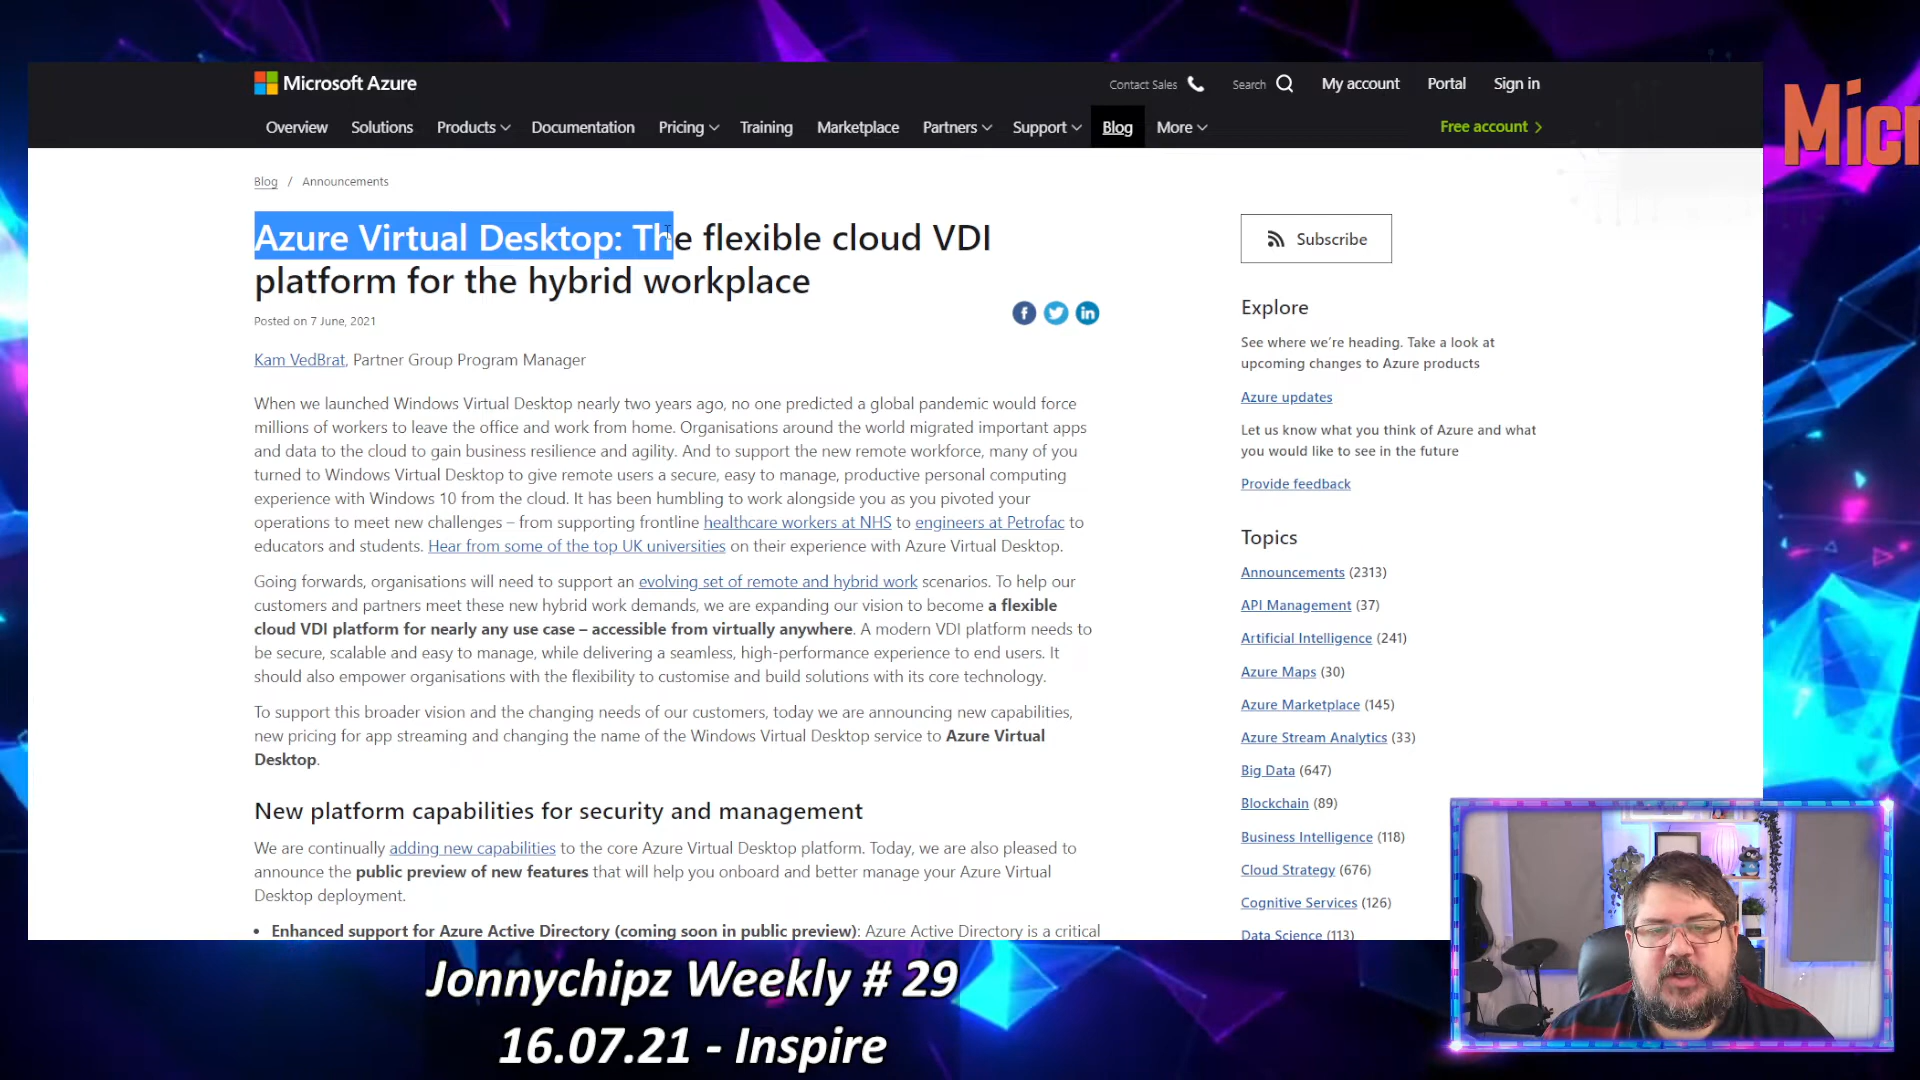 Microsoft Azure
Contact Sales
Search
My account
Portal
Sign in
Overview
Solutions
Products
Documentation
Pricing
Training
Marketplace
Partners
Support
Blog
More
Free account
Micr
Blog / Announcements
Azure Virtual Desktop: The flexible cloud VDI
platform for the hybrid workplace
Posted on 7 June, 2021
Kam VedBrat, Partner Group Program Manager
When we launched Windows Virtual Desktop nearly two years ago, no one predicted a global pandemic would force
millions of workers to leave the office and work from home. Organisations around the world migrated important apps
and data to the cloud to gain business resilience and agility. And to support the new remote workforce, many of you
turned to Windows Virtual Desktop to give remote users a secure, easy to manage, productive personal computing
experience with Windows 10 from the cloud. It has been humbling to work alongside you as you pivoted your
operations to meet new challenges – from supporting frontline healthcare workers at NHS to engineers at Petrofac to
educators and students. Hear from some of the top UK universities on their experience with Azure Virtual Desktop.
Going forwards, organisations will need to support an evolving set of remote and hybrid work scenarios. To help our
customers and partners meet these new hybrid work demands, we are expanding our vision to become a flexible
cloud VDI platform for nearly any use case – accessible from virtually anywhere. A modern VDI platform needs to
be secure, scalable and easy to manage, while delivering a seamless, high-performance experience to end users. It
should also empower organisations with the flexibility to customise and build solutions with its core technology.
To support this broader vision and the changing needs of our customers, today we are announcing new capabilities,
new pricing for app streaming and changing the name of the Windows Virtual Desktop service to Azure Virtual
Desktop.
New platform capabilities for security and management
We are continually adding new capabilities to the core Azure Virtual Desktop platform. Today, we are also pleased to
announce the public preview of new features that will help you onboard and better manage your Azure Virtual
Desktop deployment.
• Enhanced support for Azure Active Directory (coming soon in public preview): Azure Active Directory is a critical
Subscribe
Explore
See where we're heading. Take a look at
upcoming changes to Azure products
Azure updates
Let us know what you think of Azure and what
you would like to see in the future
Provide feedback
Topics
Announcements (2313)
API Management (37)
Artificial Intelligence (241)
Azure Maps (30)
Azure Marketplace (145)
Azure Stream Analytics (33)
Big Data (647)
Blockchain (89)
Business Intelligence (118)
Cloud Strategy (676)
Cognitive Services (126)
Data Science (113)
Jonnychipz Weekly # 29
16.07.21 - Inspire